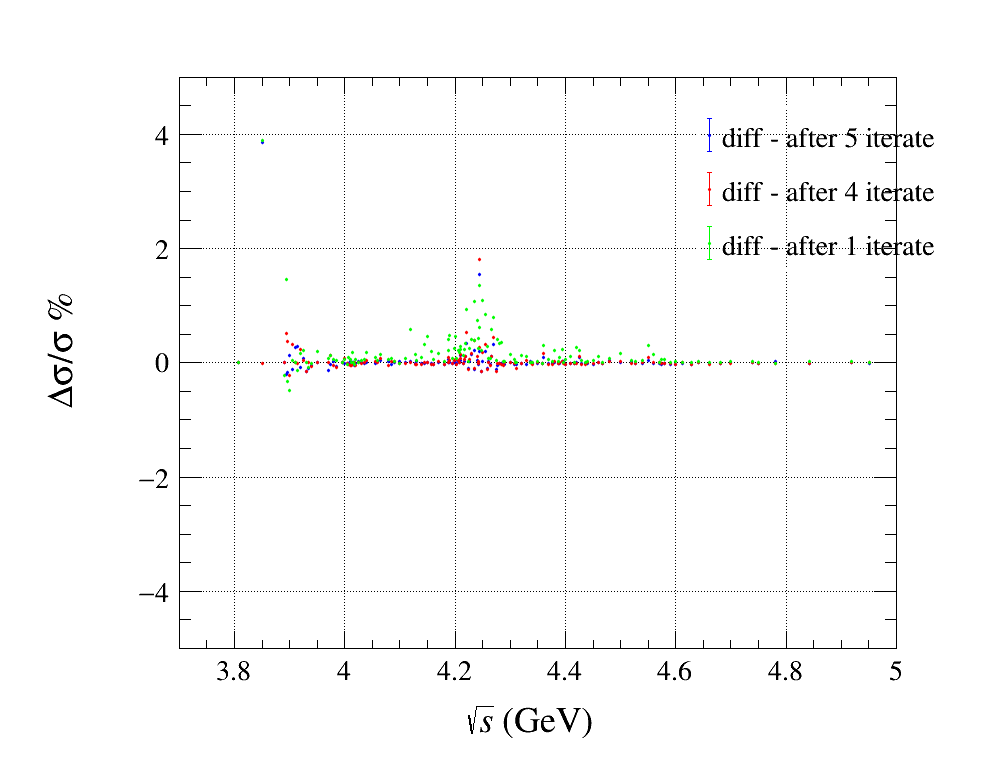 4
2
0
−2
−4
Δσ/σ %
diff - after 5 iterate
diff - after 4 iterate
diff - after 1 iterate
3.8 4 4.2 4.4 4.6 4.8 5
√s (GeV)